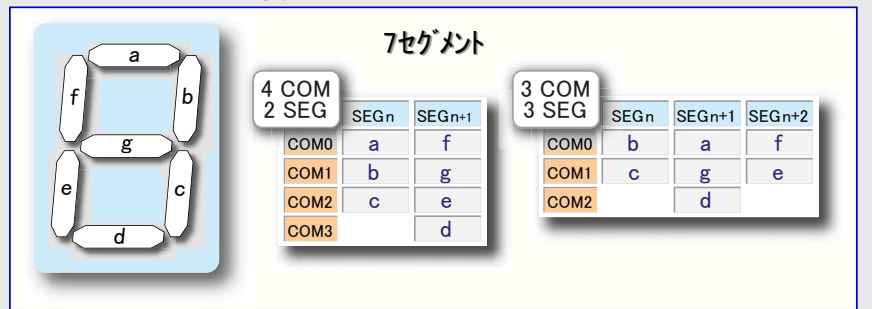 7セグメント
a
f
b
g
e
c
d
4 COM
2 SEG
SEGn SEGn+1
COM0 a f
COM1 b g
COM2 c e
COM3 d
3 COM
3 SEG
SEGn SEGn+1 SEGn+2
COM0 b a f
COM1 c g e
COM2 d